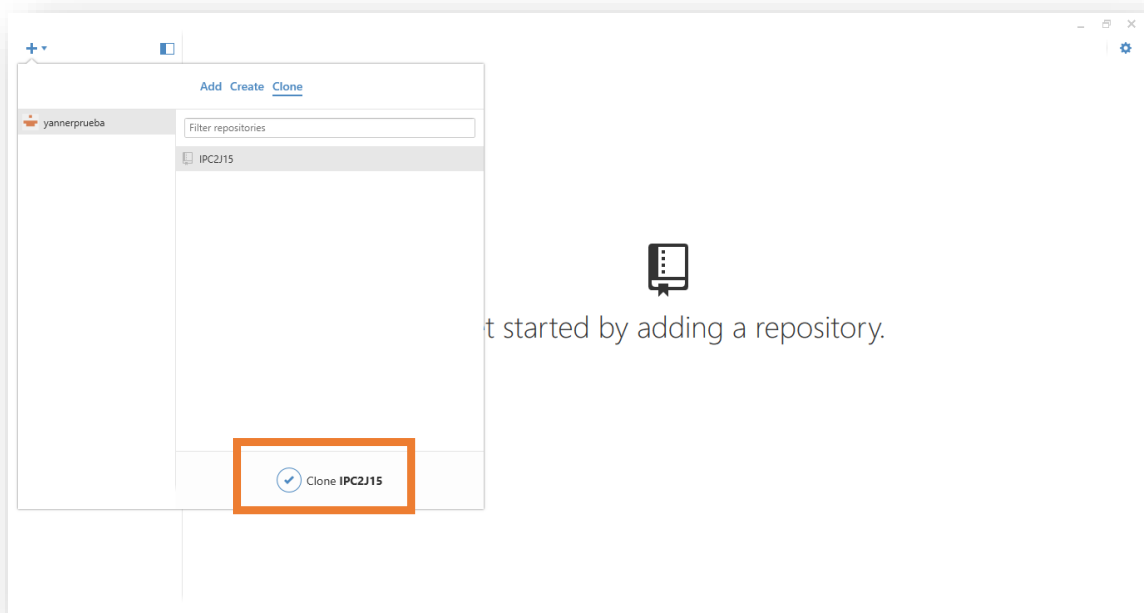 Add Create Clone
yannerprueba
Filter repositories
IPC2J15
t started by adding a repository.
Clone IPC2J15